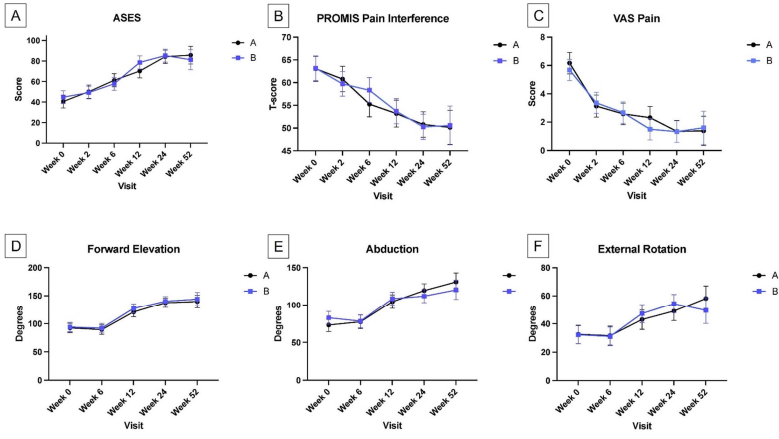 A
ASES
100
80
60
40
20
0
Score
Week 0
Week 2
Week 6
Week 12
Week 24
Week 52
Visit
A
B
B
PROMIS Pain Interference
75
70
65
60
55
50
45
T-score
Week 0
Week 2
Week 6
Week 12
Week 24
Week 52
Visit
A
B
C
VAS Pain
8
6
4
2
0
Score
Week 0
Week 2
Week 6
Week 12
Week 24
Week 52
Visit
A
B
D
Forward Elevation
200
150
100
50
0
Degrees
Week 0
Week 6
Week 12
Week 24
Week 52
Visit
A
B
E
Abduction
150
100
50
0
Degrees
Week 0
Week 6
Week 12
Week 24
Week 52
Visit
A
B
F
External Rotation
80
60
40
20
0
Degrees
Week 0
Week 6
Week 12
Week 24
Week 52
Visit
A
B